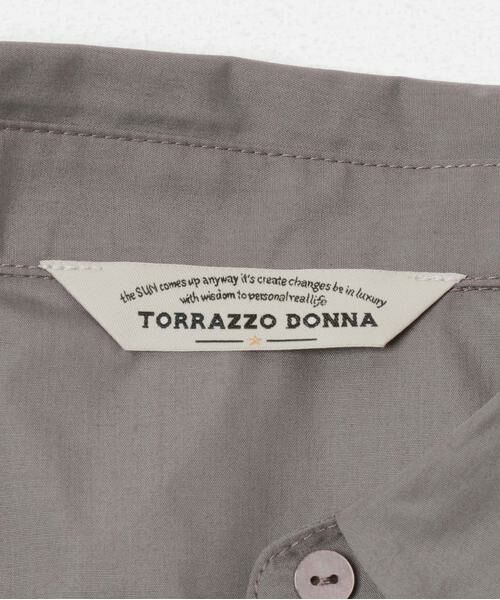 the SUN comes up anyway it's create changes be in luxury
with wisdom to personal real life
TORRAZZO DONNA